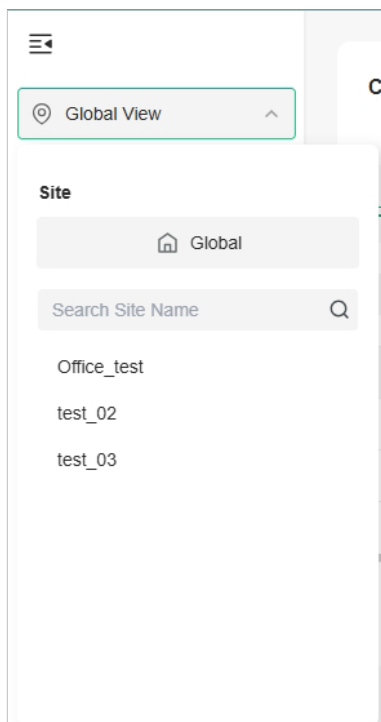 Global View
Site
Global
Search Site Name
Office_test
test_02
test_03